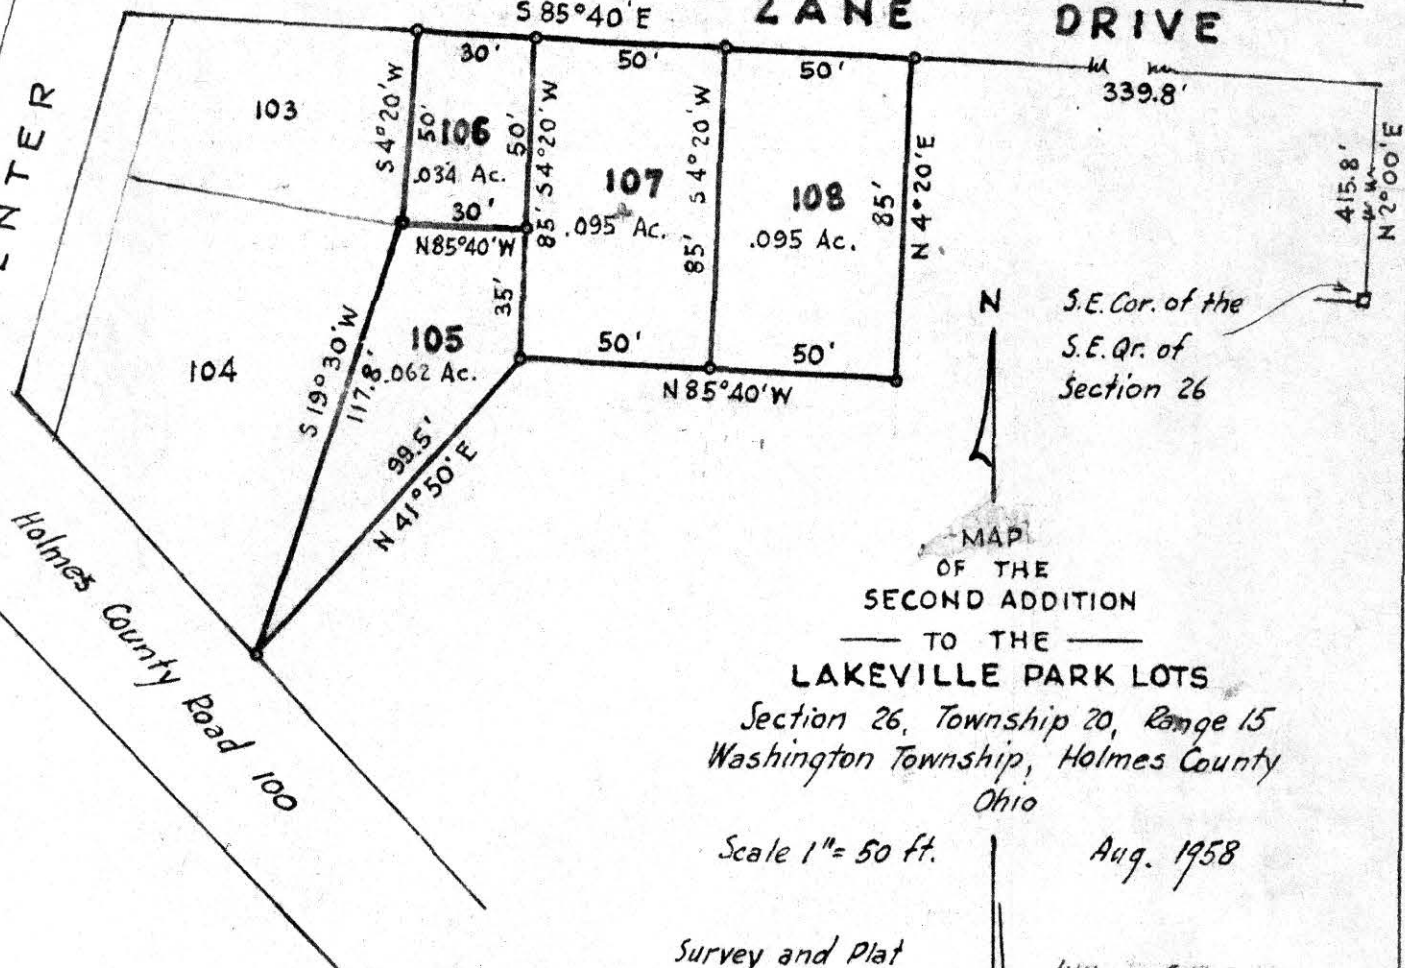 S 85°40'E
ZANE DRIVE
30'
50'
50'
339.8'
103
S 4°20'W
50'
106
.034 Ac.
50'
S 4°20'W
85'
30'
N85°40'W
107
.095 Ac.
S 4°20'W
85'
108
.095 Ac.
85'
N 4°20'E
415.8'
N 2°00'E
104
S 19°30'W
117.8'
105
.062 Ac.
35'
50'
50'
N 85°40'W
99.5'
N 41°50'E
N
S.E. Cor. of the
S.E. Qr. of
Section 26
Holmes County Road 100
MAP
OF THE
SECOND ADDITION
TO THE
LAKEVILLE PARK LOTS
Section 26, Township 20, Range 15
Washington Township, Holmes County
Ohio
Scale 1"= 50 ft.
Aug. 1958
Survey and Plat